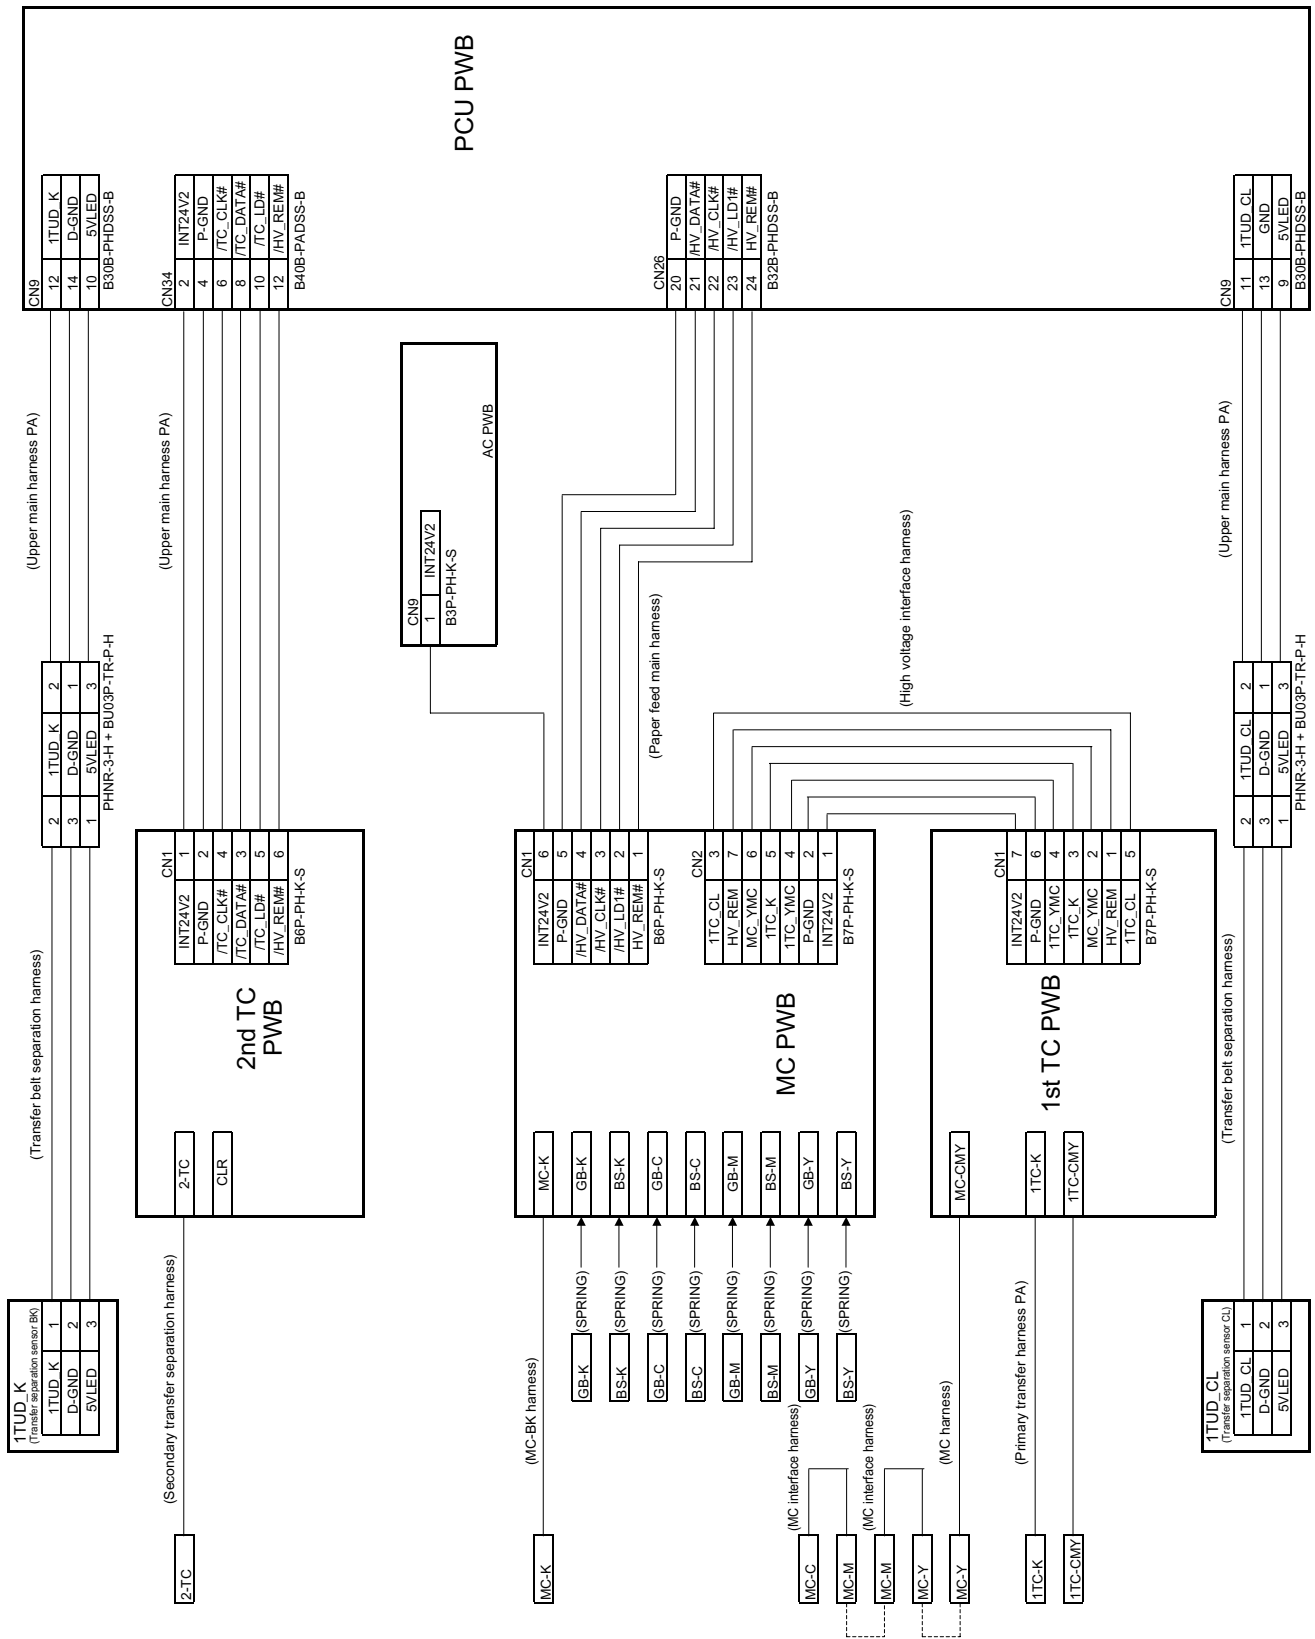 1TUD_K
(Transfer separation sensor BK)
1TUD_K 1
D-GND 2
5VLED 3
(Transfer belt separation harness)
2 1TUD_K 2
3 D-GND 1
1 5VLED 3
PHNR-3-H + BU03P-TR-P-H
(Upper main harness PA)
CN9
12 1TUD_K
14 D-GND
10 5VLED
B30B-PHDSS-B
PCU PWB
2-TC
(Secondary transfer separation harness)
2-TC
CLR
2nd TC
PWB
CN1
INT24V2 1
P-GND 2
/TC_CLK# 4
/TC_DATA# 3
/TC_LD# 5
/HV_REM# 6
B6P-PH-K-S
(Upper main harness PA)
CN34
2 INT24V2
4 P-GND
6 /TC_CLK#
8 /TC_DATA#
10 /TC_LD#
12 /HV_REM#
B40B-PADSS-B
CN9
1 INT24V2
B3P-PH-K-S
AC PWB
MC-K
(MC-BK harness)
MC-K
GB-K (SPRING) GB-K
BS-K (SPRING) BS-K
GB-C (SPRING) GB-C
BS-C (SPRING) BS-C
GB-M (SPRING) GB-M
BS-M (SPRING) BS-M
GB-Y (SPRING) GB-Y
BS-Y (SPRING) BS-Y
MC PWB
CN1
INT24V2 6
P-GND 5
/HV_DATA# 4
/HV_CLK# 3
/HV_LD1# 2
HV_REM# 1
B6P-PH-K-S
(Paper feed main harness)
CN26
20 P-GND
21 /HV_DATA#
22 /HV_CLK#
23 /HV_LD1#
24 HV_REM#
B32B-PHDSS-B
CN2
1TC_CL 3
HV_REM 7
MC_YMC 6
1TC_K 5
1TC_YMC 4
P-GND 2
INT24V2 1
B7P-PH-K-S
(High voltage interface harness)
(MC interface harness)
MC-C
MC-M
(MC interface harness)
MC-M
MC-Y
(MC harness)
MC-Y
MC-CMY
(Primary transfer harness PA)
1TC-K
1TC-K
1TC-CMY
1TC-CMY
1st TC PWB
CN1
INT24V2 7
P-GND 6
1TC_YMC 4
1TC_K 3
MC_YMC 2
HV_REM 1
1TC_CL 5
B7P-PH-K-S
1TUD_CL
(Transfer separation sensor CL)
1TUD_CL 1
D-GND 2
5VLED 3
(Transfer belt separation harness)
2 1TUD_CL 2
3 D-GND 1
1 5VLED 3
PHNR-3-H + BU03P-TR-P-H
(Upper main harness PA)
CN9
11 1TUD_CL
13 GND
9 5VLED
B30B-PHDSS-B